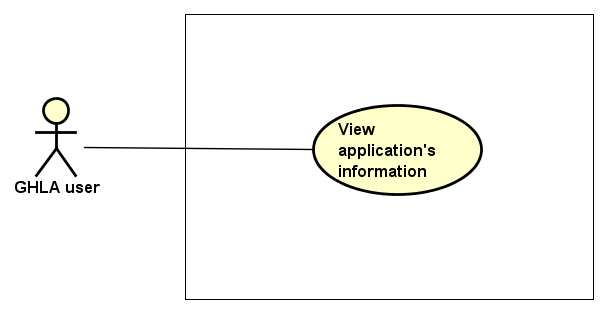 View
application's
information
GHLA user